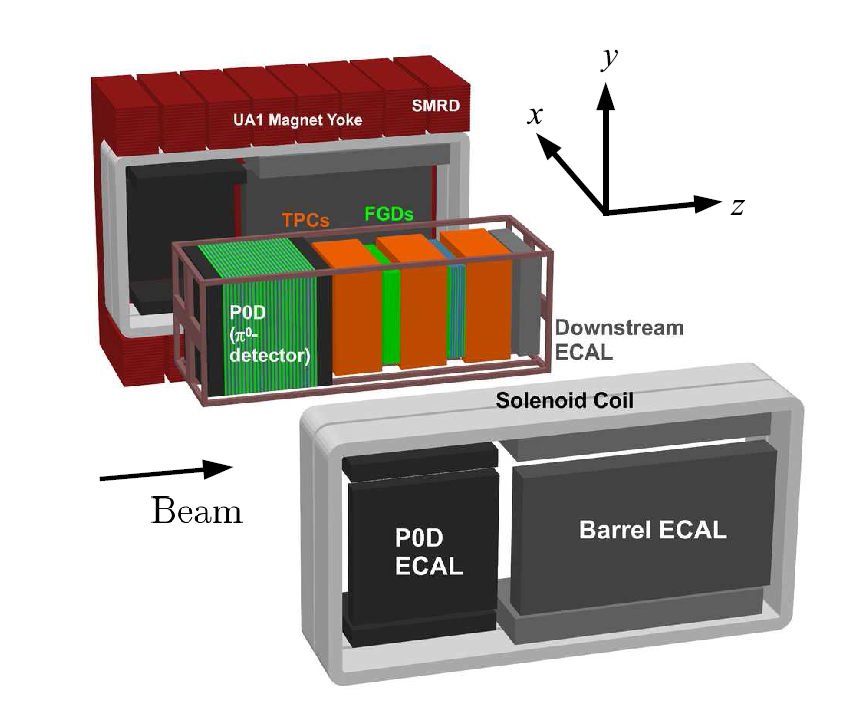 y
x
z
SMRD
UA1 Magnet Yoke
TPCs
FGDs
P0D
(π⁰-
detector)
Downstream
ECAL
Solenoid Coil
Beam
P0D
ECAL
Barrel ECAL